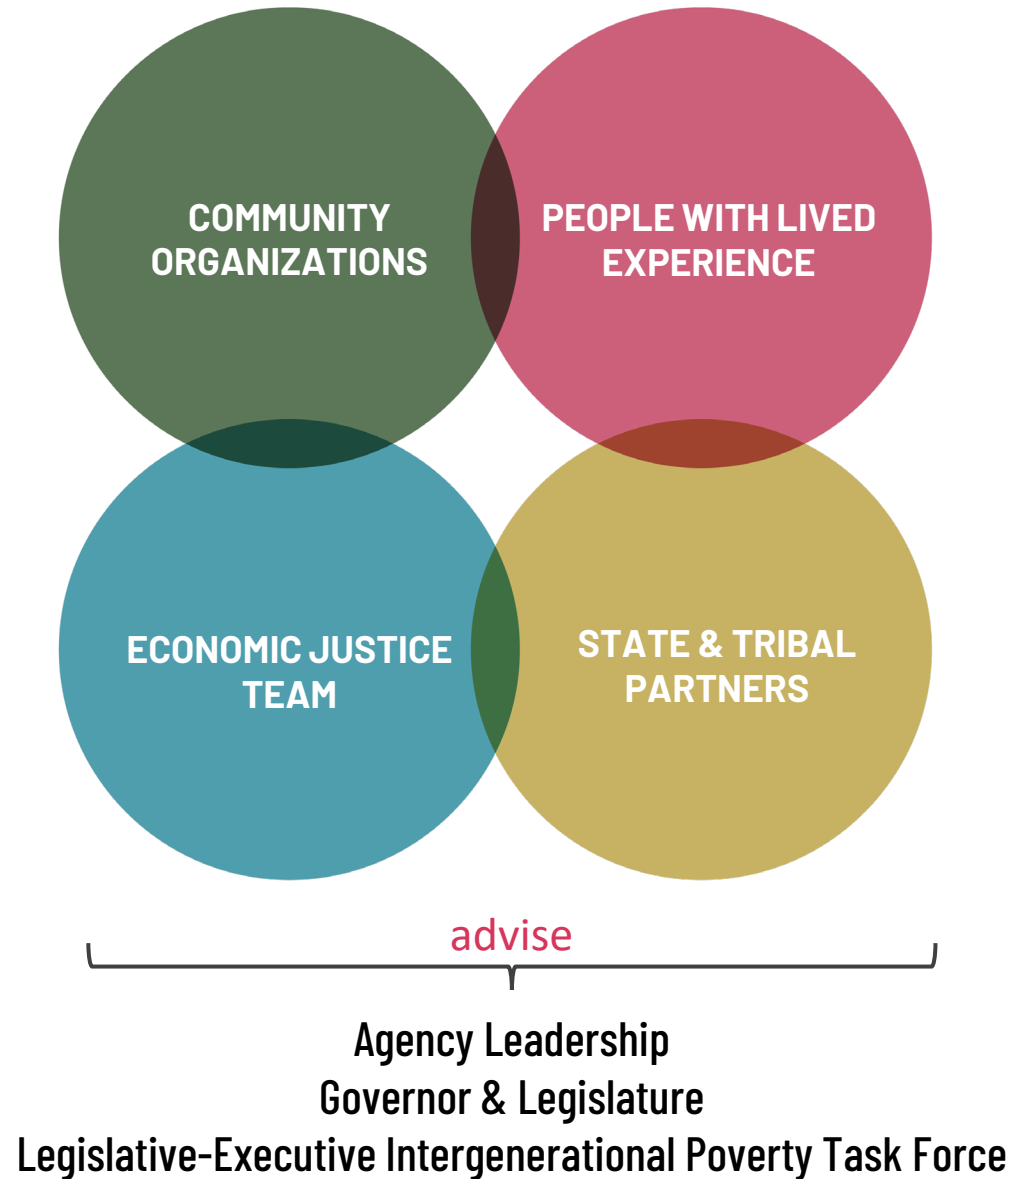 COMMUNITY
ORGANIZATIONS
PEOPLE WITH LIVED
EXPERIENCE
ECONOMIC JUSTICE
TEAM
STATE & TRIBAL
PARTNERS
advise
Agency Leadership
Governor & Legislature
Legislative-Executive Intergenerational Poverty Task Force